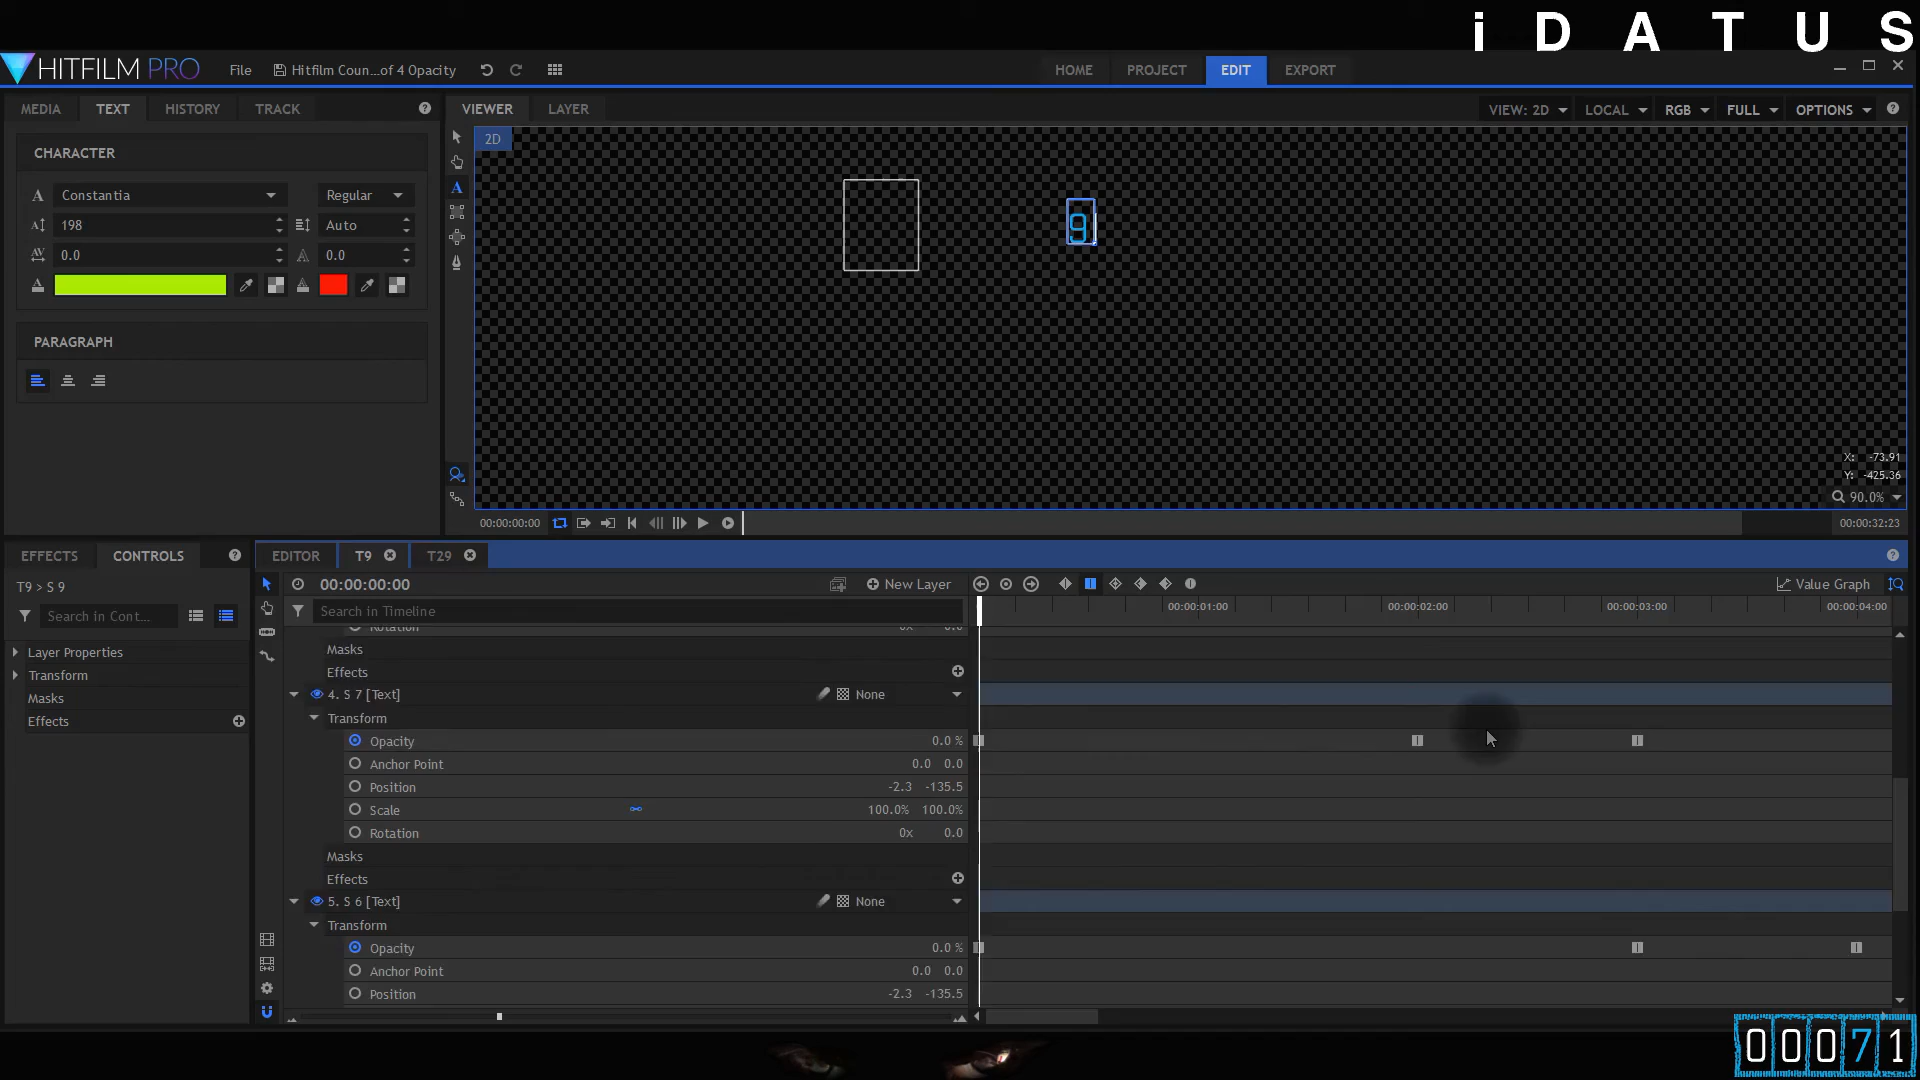 i D A T U S
HITFILM PRO
File
Hitfilm Coun...of 4 Opacity
HOME
PROJECT
EDIT
EXPORT
MEDIA
TEXT
HISTORY
TRACK
VIEWER
LAYER
VIEW: 2D
LOCAL
RGB
FULL
OPTIONS
CHARACTER
Constantia
Regular
198
Auto
0.0
0.0
PARAGRAPH
2D
9
X: -73.91
Y: -425.36
90.0%
00:00:00:00
00:00:32:23
EFFECTS
CONTROLS
T9 > S 9
Search in Cont...
Layer Properties
Transform
Masks
Effects
EDITOR
T9
T29
00:00:00:00
New Layer
Value Graph
Search in Timeline
00:00:01:00
00:00:02:00
00:00:03:00
00:00:04:00
Rotation 0x 0.0
Masks
Effects
4. S 7 [Text] None
Transform
Opacity 0.0 %
Anchor Point 0.0 0.0
Position -2.3 -135.5
Scale 100.0% 100.0%
Rotation 0x 0.0
Masks
Effects
5. S 6 [Text] None
Transform
Opacity 0.0 %
Anchor Point 0.0 0.0
Position -2.3 -135.5
00071